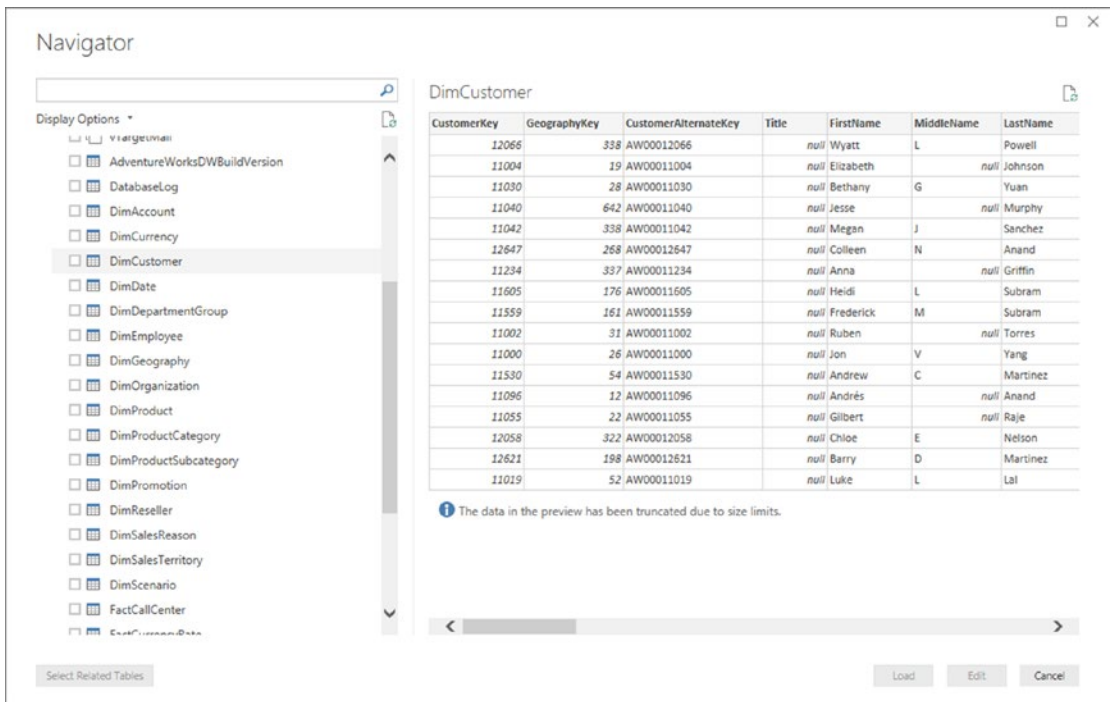 Navigator
Display Options
vTargetMail
AdventureWorksDWBuildVersion
DatabaseLog
DimAccount
DimCurrency
DimCustomer
DimDate
DimDepartmentGroup
DimEmployee
DimGeography
DimOrganization
DimProduct
DimProductCategory
DimProductSubcategory
DimPromotion
DimReseller
DimSalesReason
DimSalesTerritory
DimScenario
FactCallCenter
FactCurrencyRate
Select Related Tables
DimCustomer
CustomerKey GeographyKey CustomerAlternateKey Title FirstName MiddleName LastName
12066 338 AW00012066 null Wyatt L Powell
11004 19 AW00011004 null Elizabeth null Johnson
11030 28 AW00011030 null Bethany G Yuan
11040 642 AW00011040 null Jesse null Murphy
11042 338 AW00011042 null Megan J Sanchez
12647 268 AW00012647 null Colleen N Anand
11234 337 AW00011234 null Anna null Griffin
11605 176 AW00011605 null Heidi L Subram
11559 161 AW00011559 null Frederick M Subram
11002 31 AW00011002 null Ruben null Torres
11000 26 AW00011000 null Jon V Yang
11530 54 AW00011530 null Andrew C Martinez
11096 12 AW00011096 null Andrés null Anand
11055 22 AW00011055 null Gilbert null Raje
12058 322 AW00012058 null Chloe E Nelson
12621 198 AW00012621 null Barry D Martinez
11019 52 AW00011019 null Luke L Lal
The data in the preview has been truncated due to size limits.
Load Edit Cancel